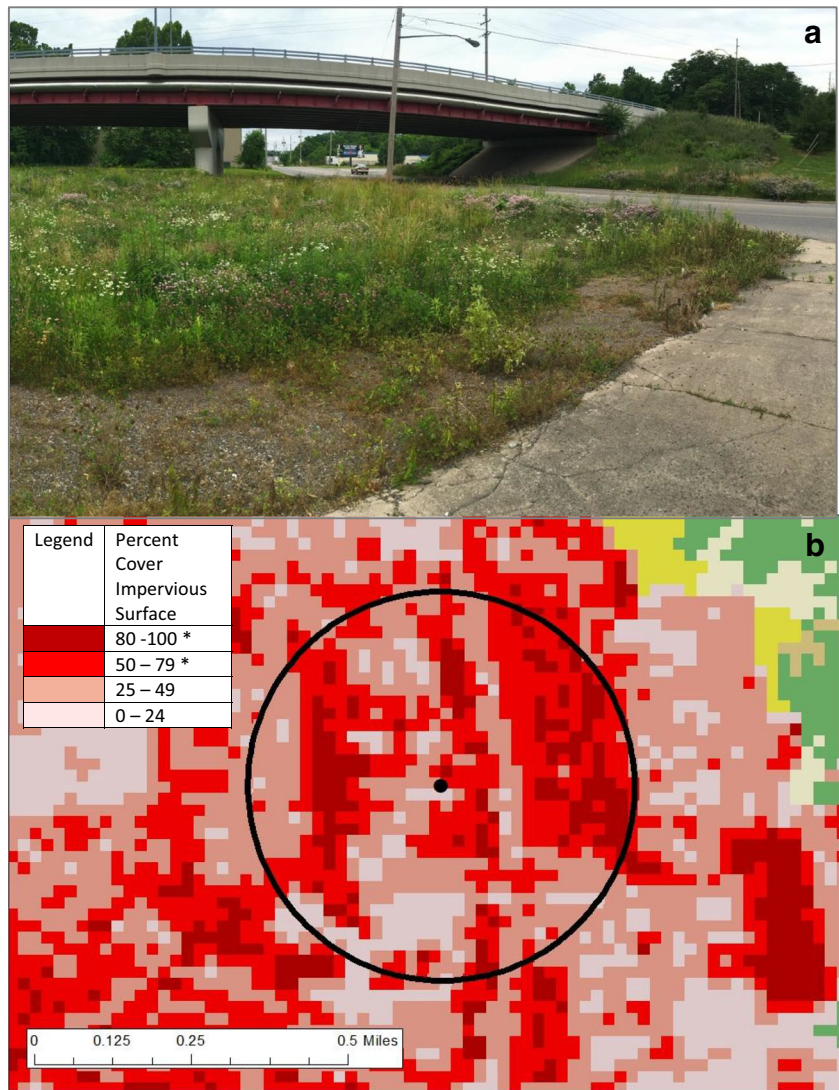 a
b
Legend
Percent
Cover
Impervious
Surface
80 -100 *
50 – 79 *
25 – 49
0 – 24
0
0.125
0.25
0.5 Miles